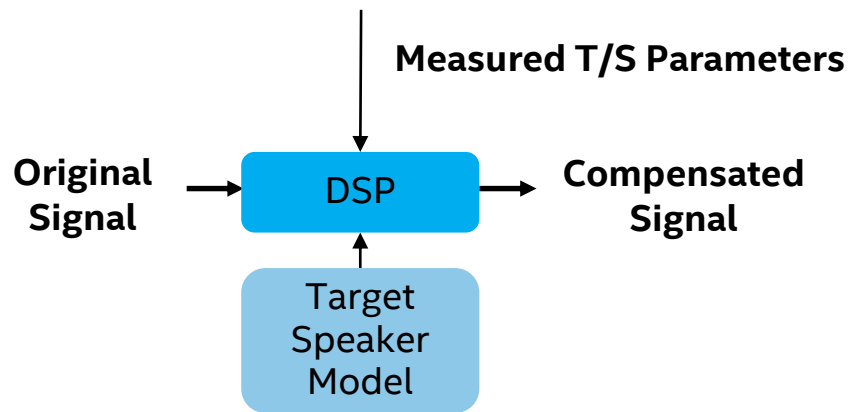 Measured T/S Parameters
Original
Signal
DSP
Compensated
Signal
Target
Speaker
Model